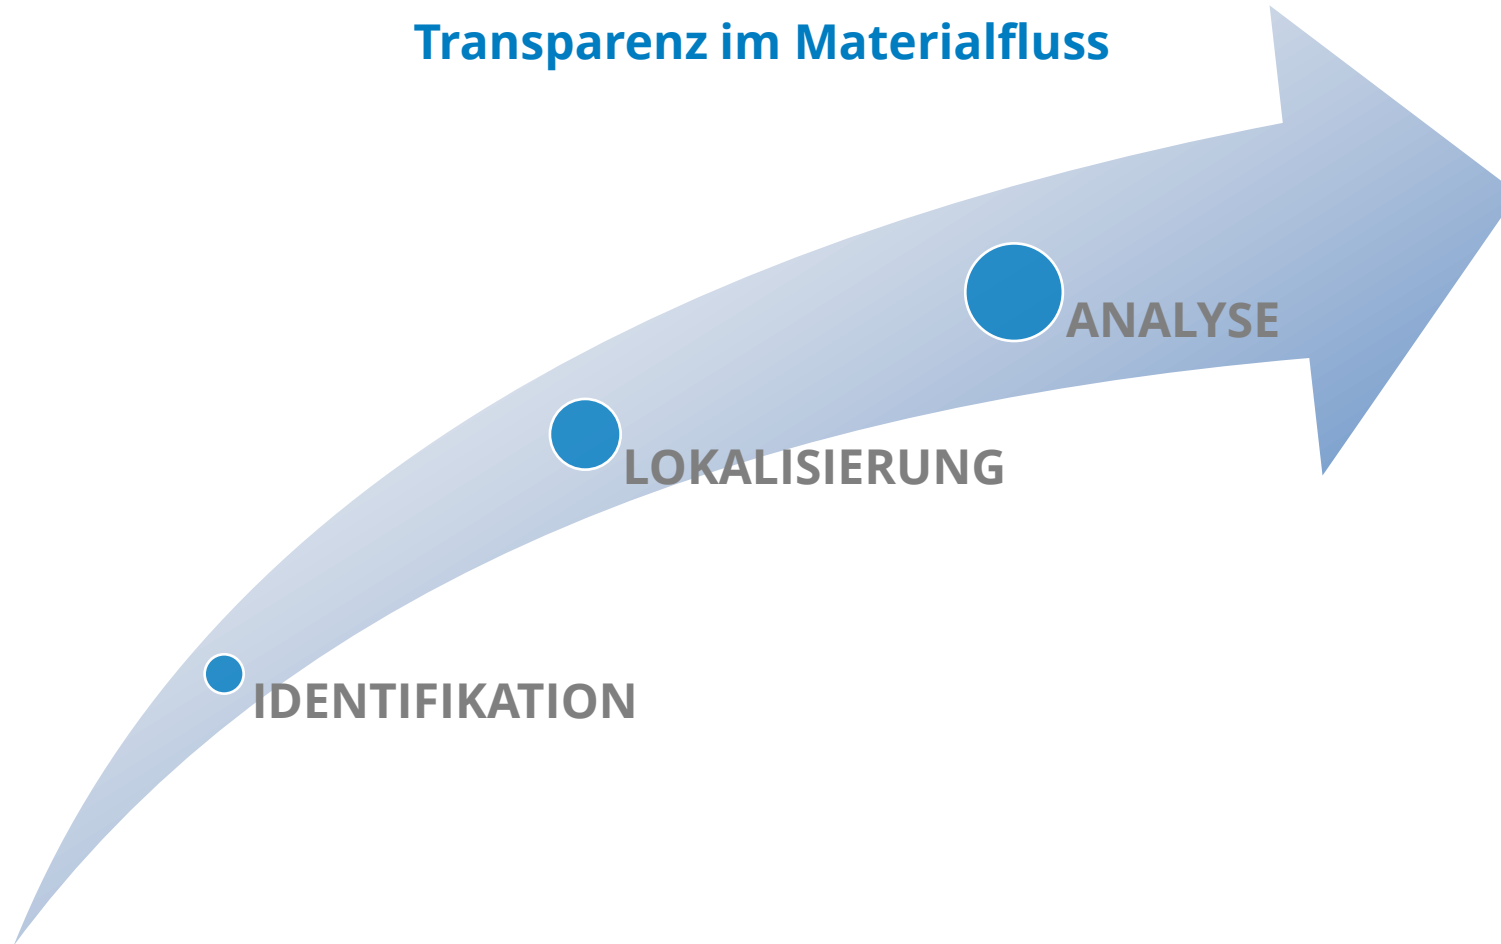 Transparenz im Materialfluss
ANALYSE
LOKALISIERUNG
IDENTIFIKATION